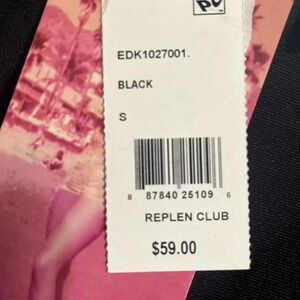 EDK1027001.
BLACK
S
8 87840 25109 6
REPLEN CLUB
$59.00